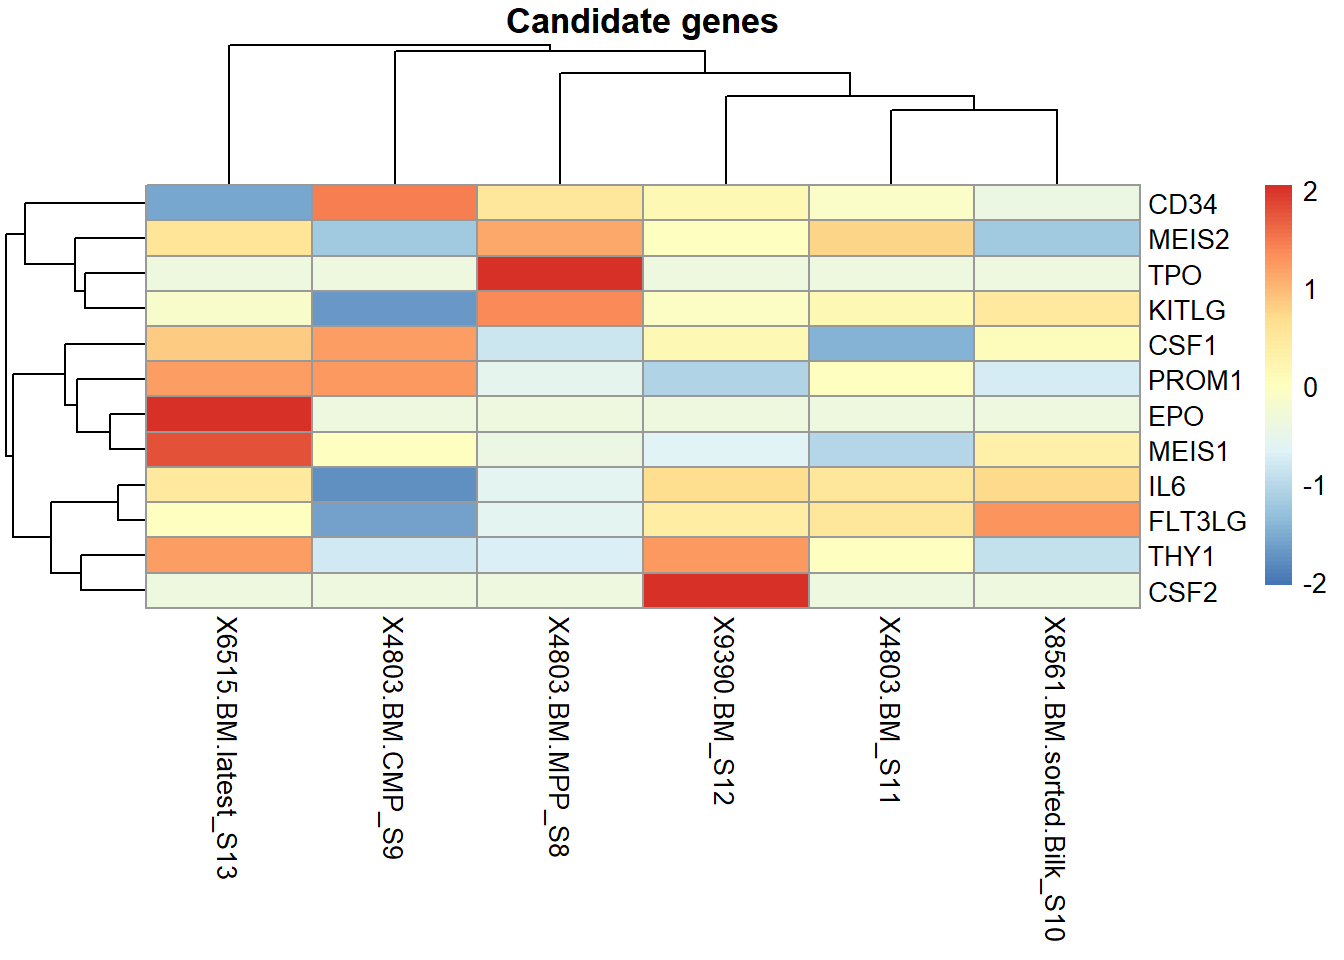 Candidate genes
CD34
MEIS2
TPO
KITLG
CSF1
PROM1
EPO
MEIS1
IL6
FLT3LG
THY1
CSF2
2
1
0
-1
-2
X6515.BM.latest_S13
X4803.BM.CMP_S9
X4803.BM.MPP_S8
X9390.BM_S12
X4803.BM_S11
X8561.BM.sorted.Bilk_S10